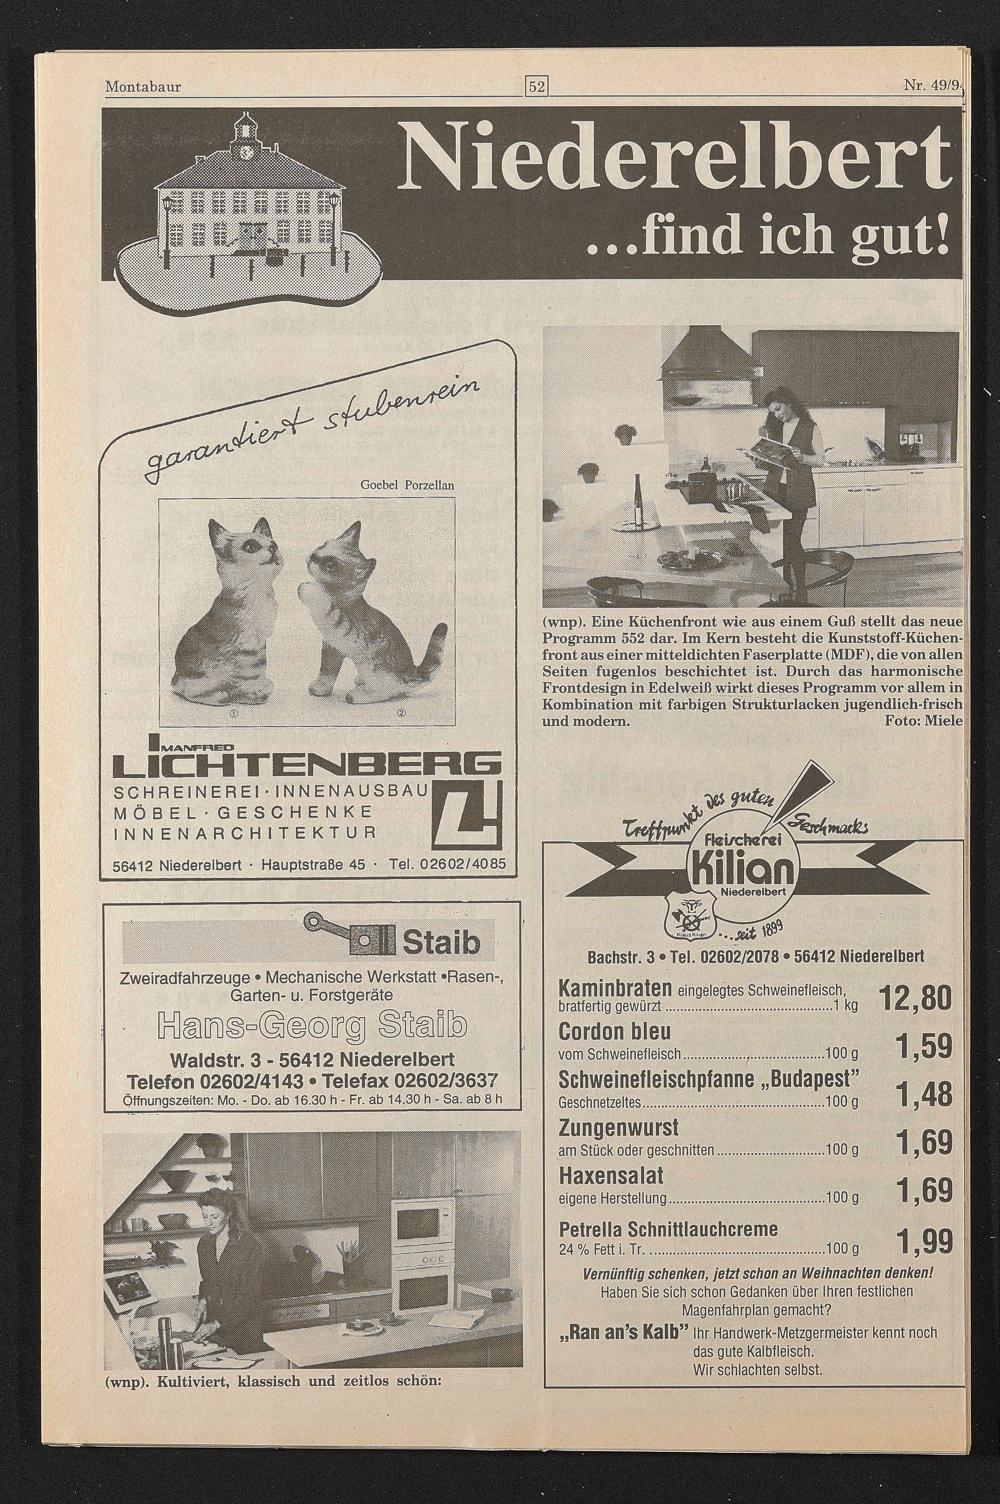 Montabaur
52
Nr. 49/9
Niederelbert
...find ich gut!
garantiert stubenrein
Goebel Porzellan
①
②
MANFRED
LICHTENBERG
SCHREINEREI · INNENAUSBAU
MÖBEL · GESCHENKE
INNENARCHITEKTUR
56412 Niederelbert · Hauptstraße 45 · Tel. 02602/4085
Staib
Zweiradfahrzeuge • Mechanische Werkstatt •Rasen-,
Garten- u. Forstgeräte
Hans-Georg Staib
Waldstr. 3 - 56412 Niederelbert
Telefon 02602/4143 • Telefax 02602/3637
Öffnungszeiten: Mo. - Do. ab 16.30 h - Fr. ab 14.30 h - Sa. ab 8 h
(wnp). Kultiviert, klassisch und zeitlos schön:
(wnp). Eine Küchenfront wie aus einem Guß stellt das neue
Programm 552 dar. Im Kern besteht die Kunststoff-Küchen-
front aus einer mitteldichten Faserplatte (MDF), die von allen
Seiten fugenlos beschichtet ist. Durch das harmonische
Frontdesign in Edelweiß wirkt dieses Programm vor allem in
Kombination mit farbigen Strukturlacken jugendlich-frisch
und modern. Foto: Miele
Treffpunkt des guten Geschmacks
Fleischerei
Kilian
Niederelbert
Klaus Kilian
...seit 1899
Bachstr. 3 • Tel. 02602/2078 • 56412 Niederelbert
Kaminbraten eingelegtes Schweinefleisch,
bratfertig gewürzt ... 1 kg 12,80
Cordon bleu
vom Schweinefleisch ... 100 g 1,59
Schweinefleischpfanne „Budapest”
Geschnetzeltes ... 100 g 1,48
Zungenwurst
am Stück oder geschnitten ... 100 g 1,69
Haxensalat
eigene Herstellung ... 100 g 1,69
Petrella Schnittlauchcreme
24 % Fett i. Tr. ... 100 g 1,99
Vernünftig schenken, jetzt schon an Weihnachten denken!
Haben Sie sich schon Gedanken über Ihren festlichen
Magenfahrplan gemacht?
„Ran an's Kalb” Ihr Handwerk-Metzgermeister kennt noch
das gute Kalbfleisch.
Wir schlachten selbst.